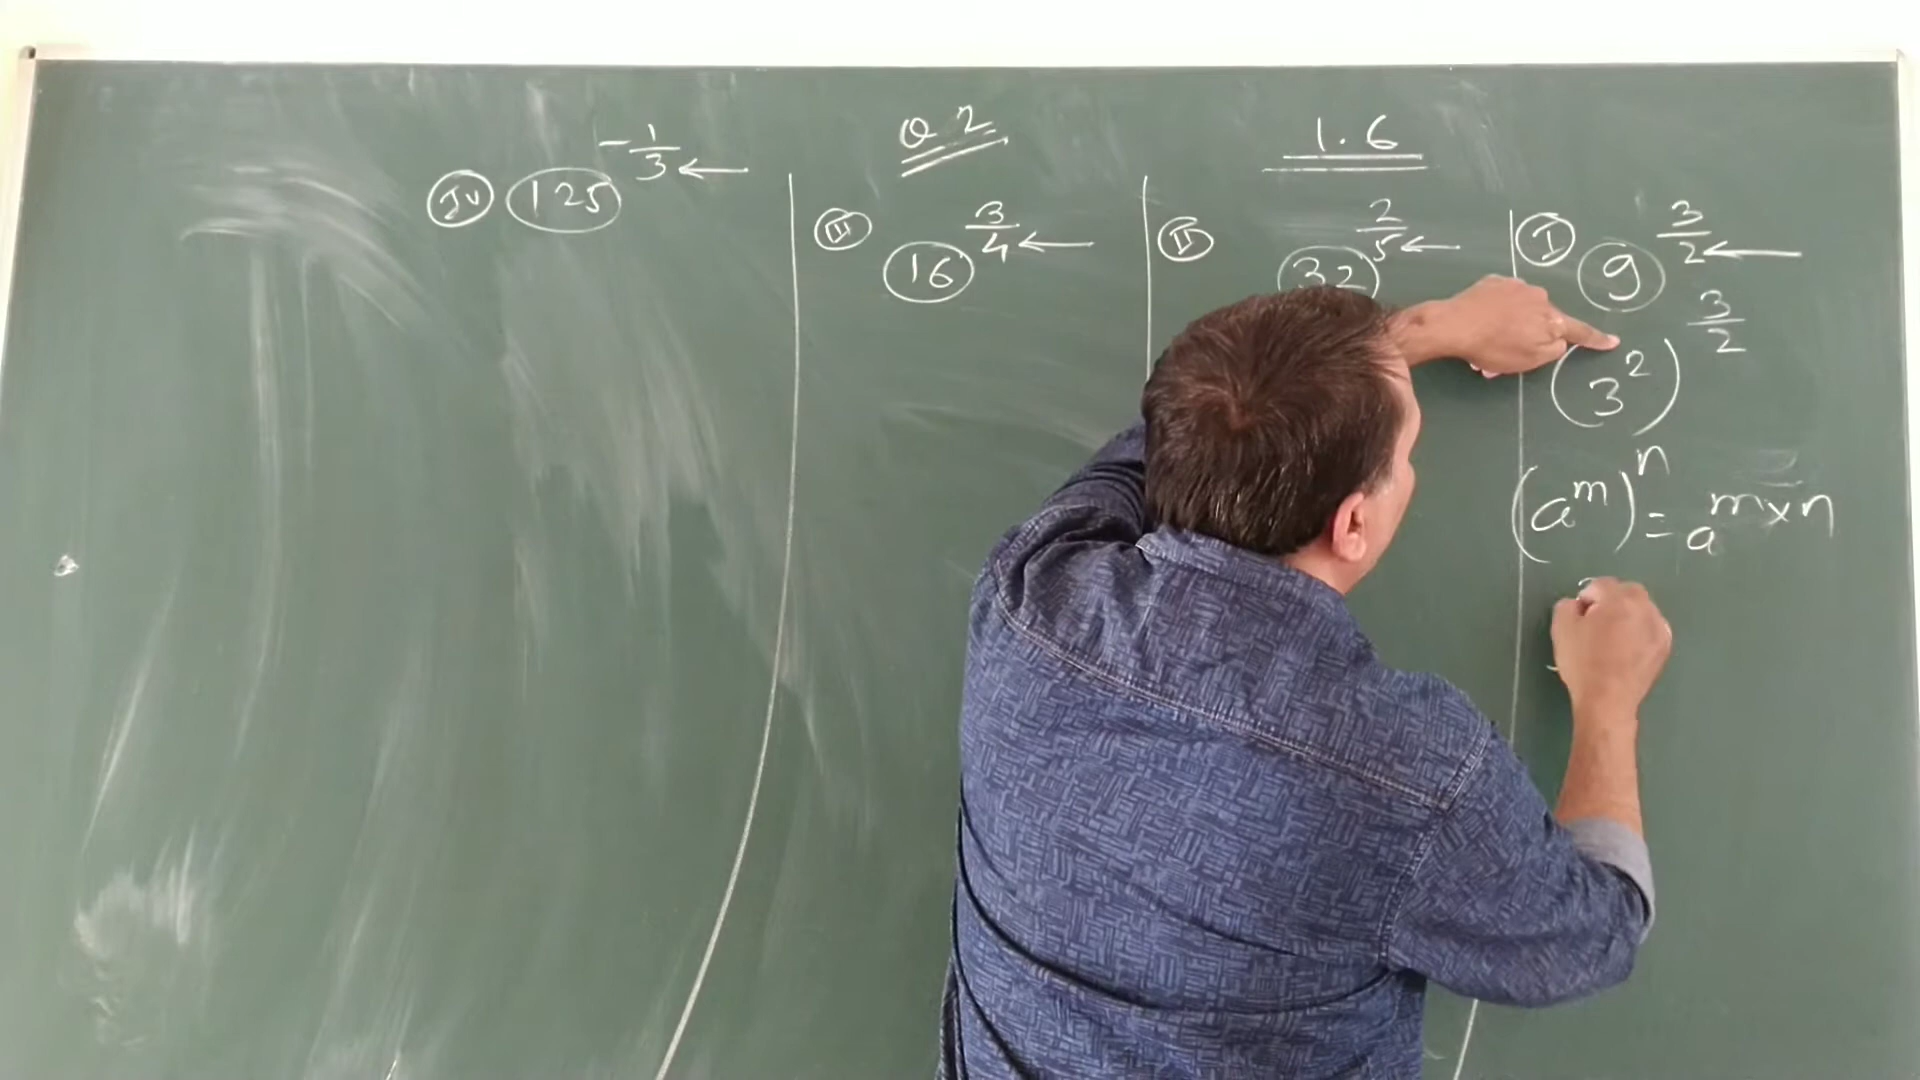 Q 2
1.6
IV 125^(-1/3) ←
III 16^(3/4) ←
II 32^(2/5) ←
I 9^(3/2) ←
(3^2)^(3/2)
(a^m)^n = a^(m×n)